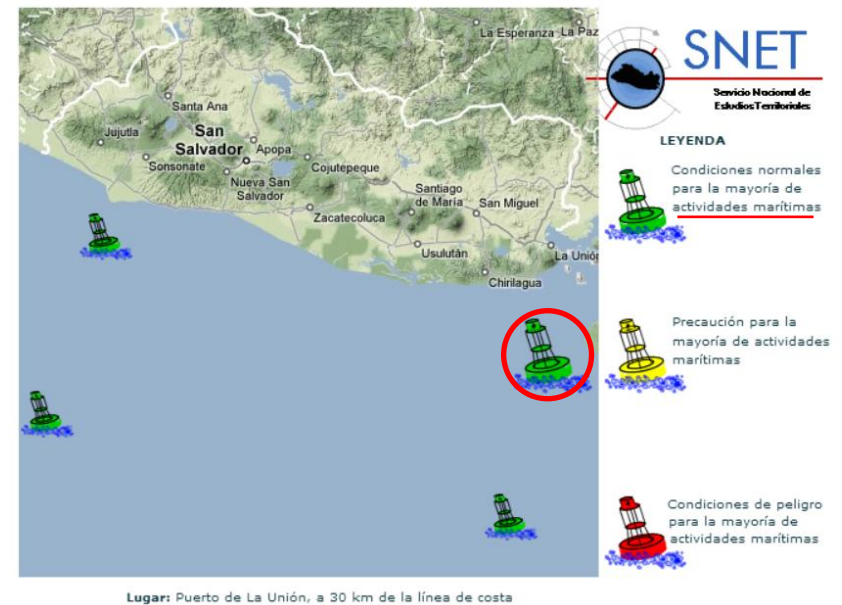 La Esperanza
La Paz
SNET
Servicio Nacional de
Estudios Territoriales
LEYENDA
Condiciones normales
para la mayoría de
actividades marítimas
Santa Ana
Jujutla
San
Salvador
Apopa
Sonsonate
Cojutepeque
Nueva San
Salvador
Santiago
de María
San Miguel
Zacatecoluca
Usulután
La Unión
Chirilagua
Precaución para la
mayoría de actividades
marítimas
Condiciones de peligro
para la mayoría de
actividades marítimas
Lugar: Puerto de La Unión, a 30 km de la línea de costa